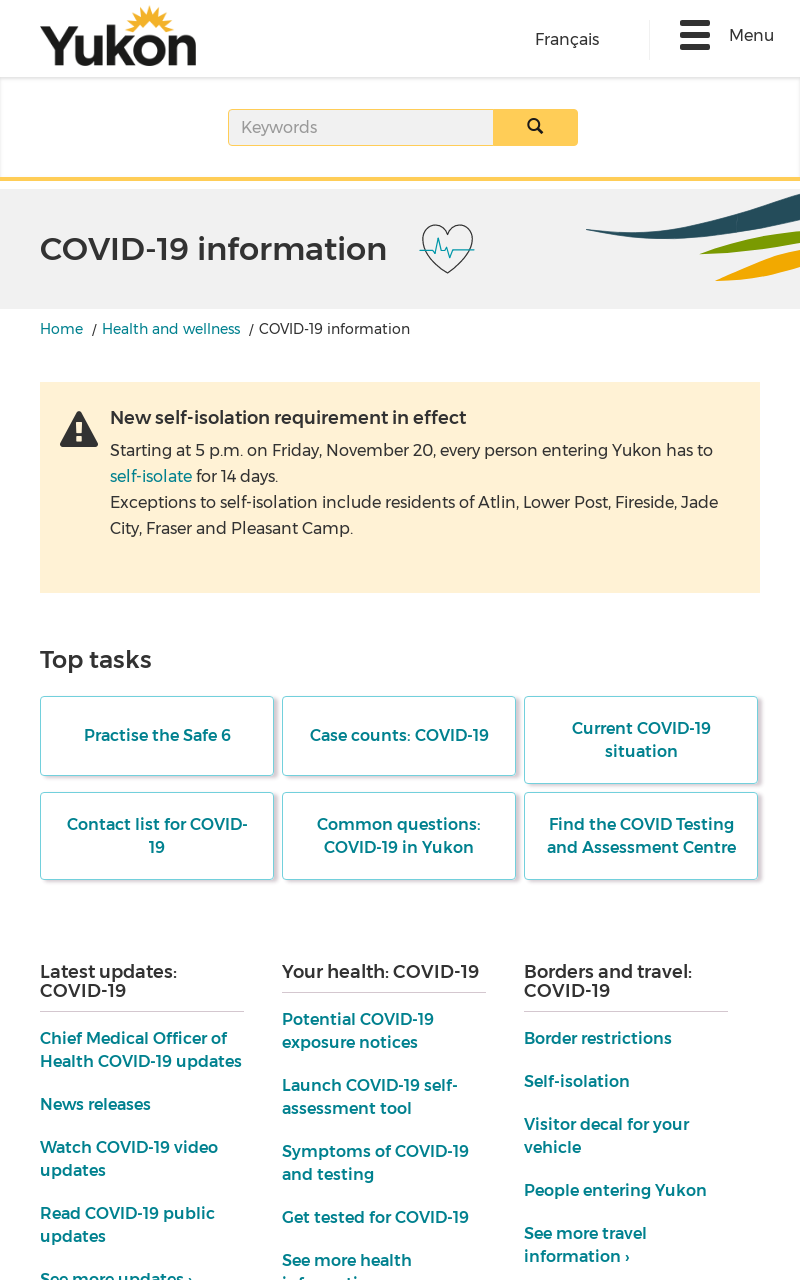 Yukon
Français
Menu
Keywords
COVID-19 information
Home / Health and wellness / COVID-19 information
New self-isolation requirement in effect
Starting at 5 p.m. on Friday, November 20, every person entering Yukon has to
self-isolate for 14 days.
Exceptions to self-isolation include residents of Atlin, Lower Post, Fireside, Jade
City, Fraser and Pleasant Camp.
Top tasks
Practise the Safe 6
Case counts: COVID-19
Current COVID-19
situation
Contact list for COVID-
19
Common questions:
COVID-19 in Yukon
Find the COVID Testing
and Assessment Centre
Latest updates:
COVID-19
Chief Medical Officer of
Health COVID-19 updates
News releases
Watch COVID-19 video
updates
Read COVID-19 public
updates
See more updates ›
Your health: COVID-19
Potential COVID-19
exposure notices
Launch COVID-19 self-
assessment tool
Symptoms of COVID-19
and testing
Get tested for COVID-19
See more health
Borders and travel:
COVID-19
Border restrictions
Self-isolation
Visitor decal for your
vehicle
People entering Yukon
See more travel
information ›